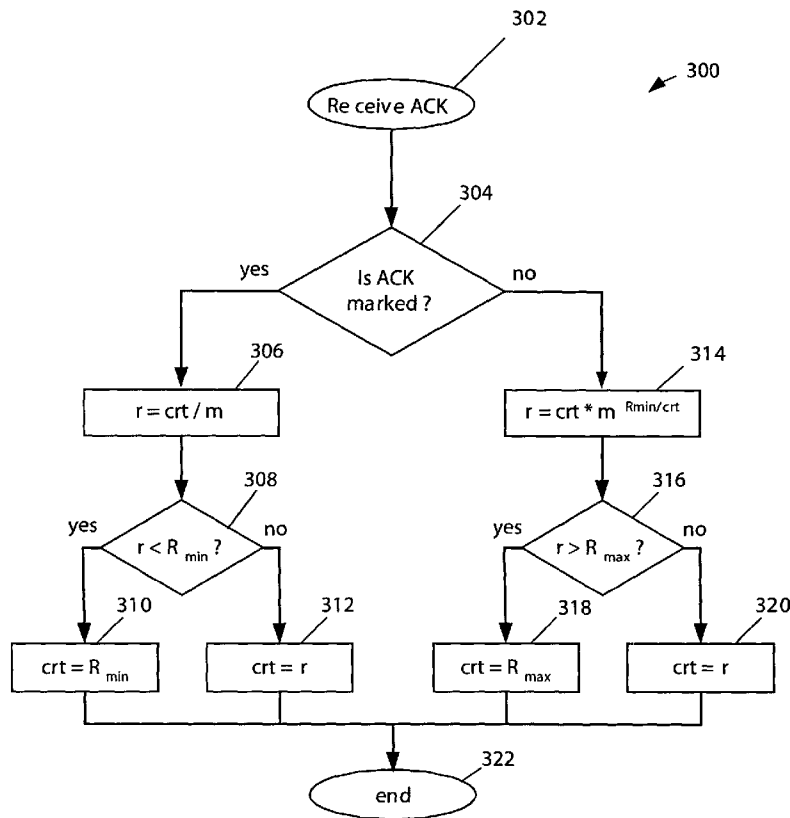 302
300
Re ceive ACK
304
yes
Is ACK
marked ?
no
306
314
r = crt / m
r = crt * m Rmin/crt
308
316
yes
r < R min ?
no
yes
r > R max ?
no
310
312
318
320
crt = R min
crt = r
crt = R max
crt = r
322
end